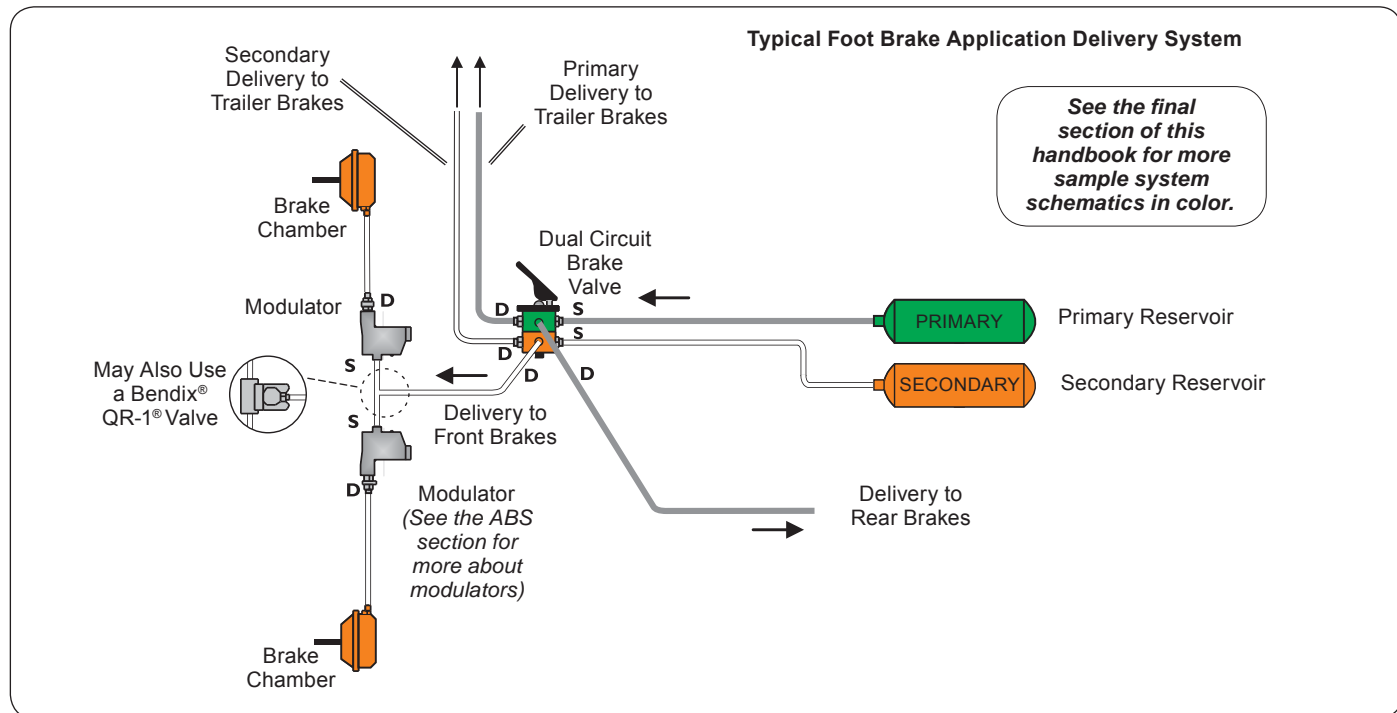 Typical Foot Brake Application Delivery System
See the final
section of this
handbook for more
sample system
schematics in color.
Secondary
Delivery to
Trailer Brakes
Primary
Delivery to
Trailer Brakes
Brake
Chamber
Dual Circuit
Brake
Valve
D
Modulator
D
S
PRIMARY
Primary Reservoir
S
D
S
May Also Use
a Bendix®
QR-1® Valve
D
D
SECONDARY
Secondary Reservoir
Delivery to
Front Brakes
S
D
Modulator
(See the ABS
section for
more about
modulators)
Delivery to
Rear Brakes
Brake
Chamber